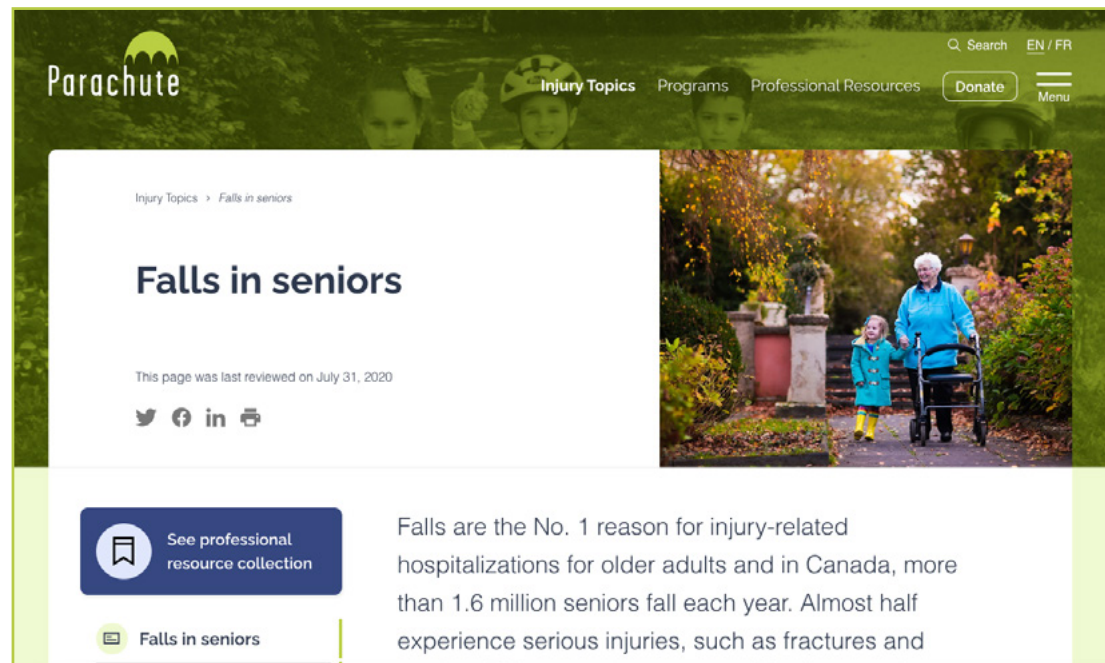 Parachute
Search EN / FR
Injury Topics Programs Professional Resources Donate Menu
Injury Topics > Falls in seniors
Falls in seniors
This page was last reviewed on July 31, 2020
See professional
resource collection
Falls in seniors
Falls are the No. 1 reason for injury-related
hospitalizations for older adults and in Canada, more
than 1.6 million seniors fall each year. Almost half
experience serious injuries, such as fractures and